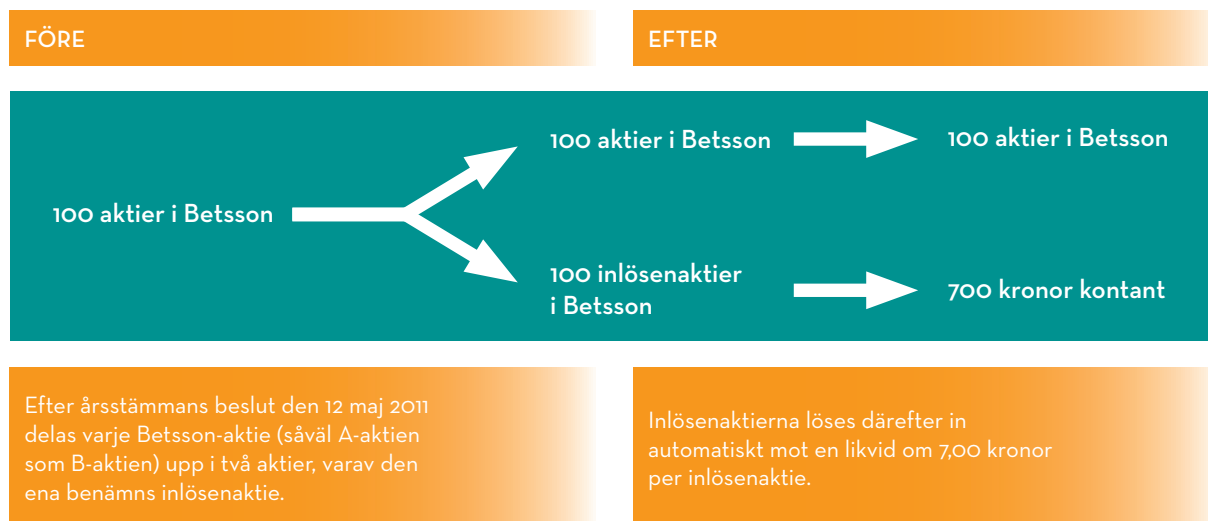 FÖRE
EFTER
100 aktier i Betsson
100 aktier i Betsson
100 aktier i Betsson
100 inlösenaktier
i Betsson
700 kronor kontant
Efter årsstämmans beslut den 12 maj 2011
delas varje Betsson-aktie (såväl A-aktien
som B-aktien) upp i två aktier, varav den
ena benämns inlösenaktie.
Inlösenaktierna löses därefter in
automatiskt mot en likvid om 7,00 kronor
per inlösenaktie.